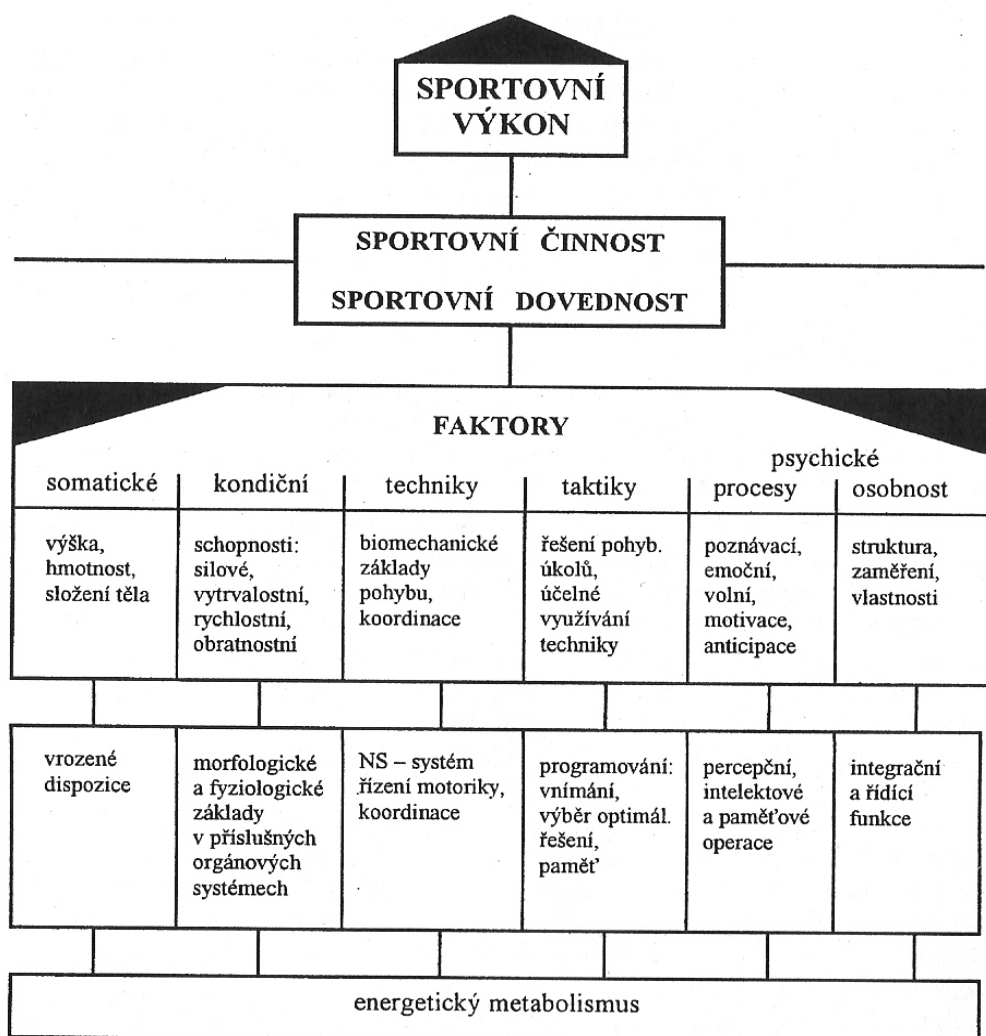 SPORTOVNÍ
VÝKON
SPORTOVNÍ ČINNOST
SPORTOVNÍ DOVEDNOST
FAKTORY
psychické
somatické
kondiční
techniky
taktiky
procesy
osobnost
výška,
hmotnost,
složení těla
schopnosti:
silové,
vytrvalostní,
rychlostní,
obratnostní
biomechanické
základy
pohybu,
koordinace
řešení pohyb.
úkolů,
účelné
využívání
techniky
poznávací,
emoční,
volní,
motivace,
anticipace
struktura,
zaměření,
vlastnosti
vrozené
dispozice
morfologické
a fyziologické
základy
v příslušných
orgánových
systémech
NS – systém
řízení motoriky,
koordinace
programování:
vnímání,
výběr optimál.
řešení,
paměť
percepční,
intelektové
a paměťové
operace
integrační
a řídící
funkce
energetický metabolismus